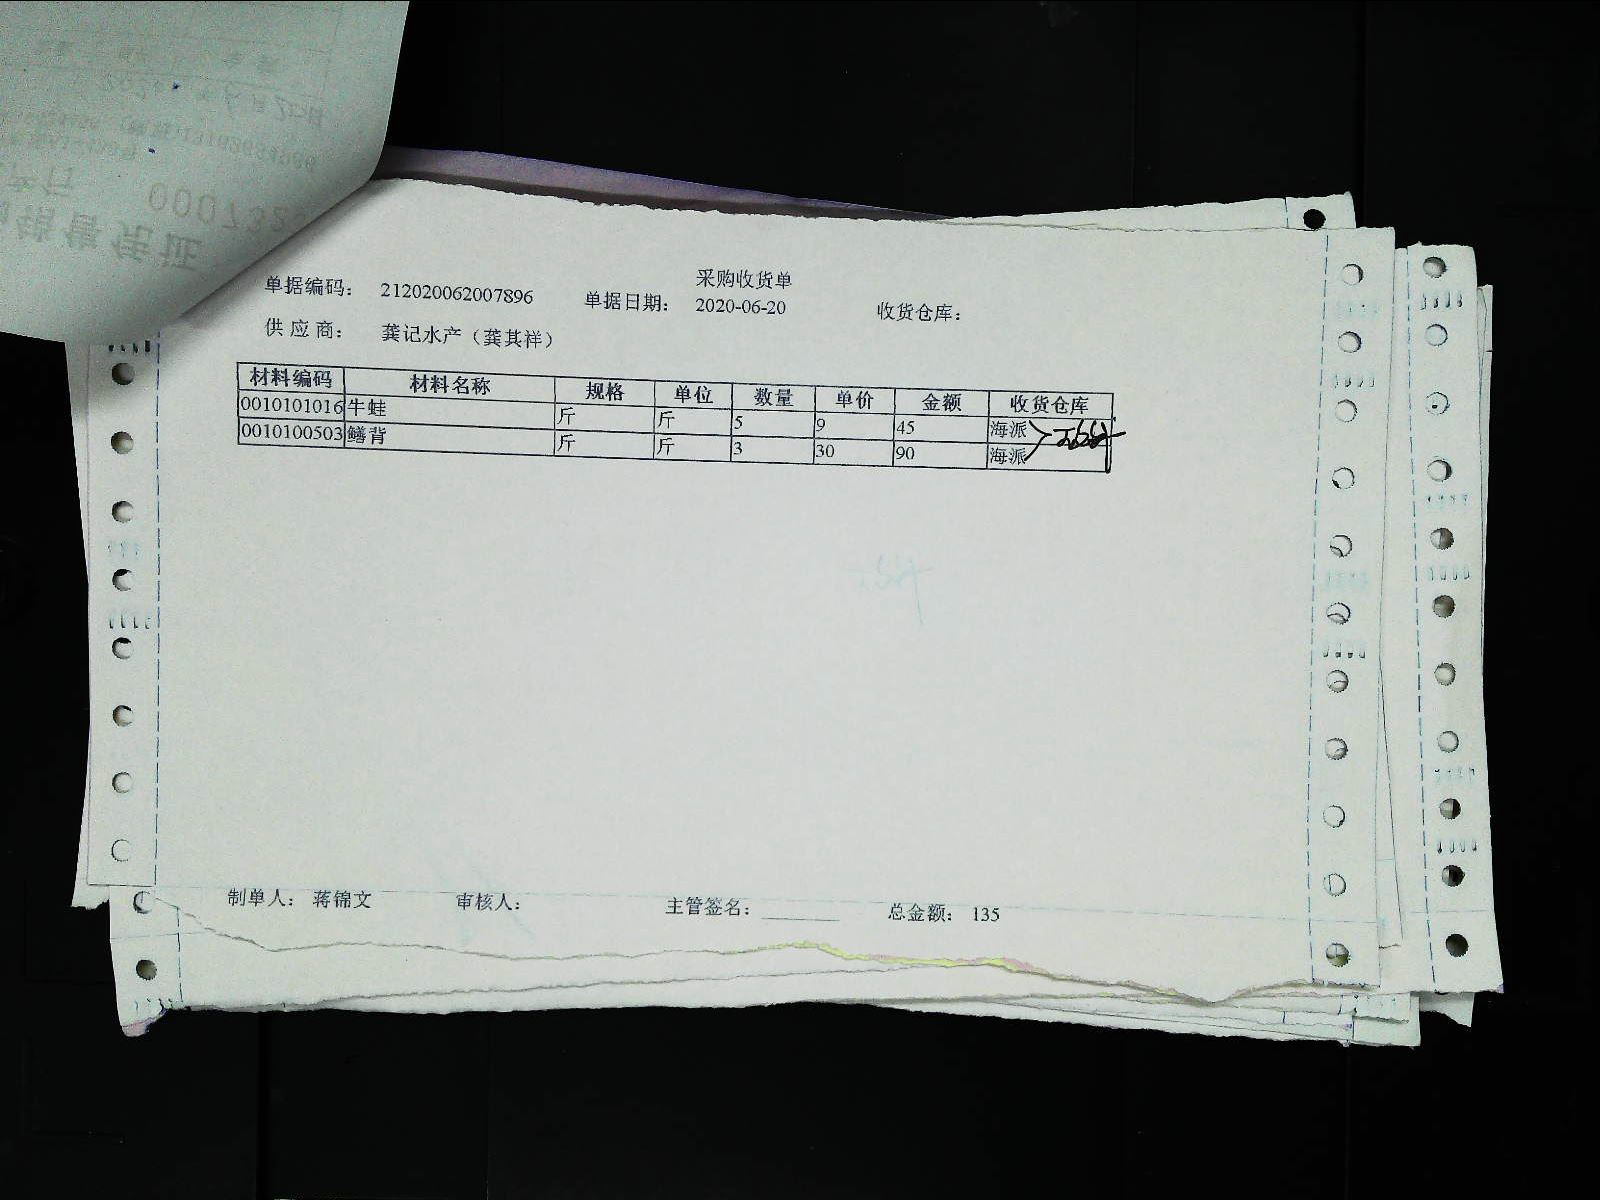 采购收货单
单据编码： 212020062007896 单据日期： 2020-06-20 收货仓库：
供 应 商： 龚记水产（龚其祥）
材料编码 材料名称 规格 单位 数量 单价 金额 收货仓库
0010101016 牛蛙 斤 斤 5 9 45 海派
0010100503 鳝背 斤 斤 3 30 90 海派
制单人： 蒋锦文 审核人： 主管签名： 总金额： 135